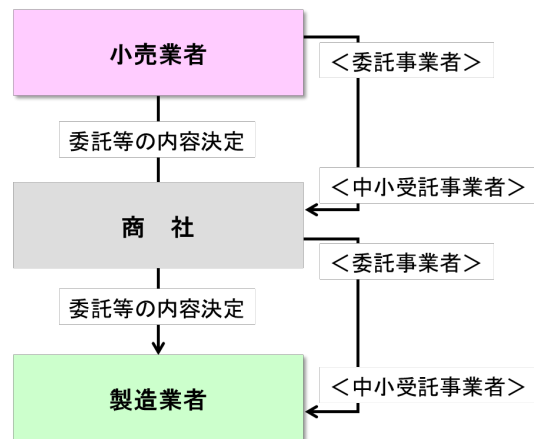 小売業者
＜委託事業者＞
委託等の内容決定
＜中小受託事業者＞
商　社
＜委託事業者＞
委託等の内容決定
＜中小受託事業者＞
製造業者